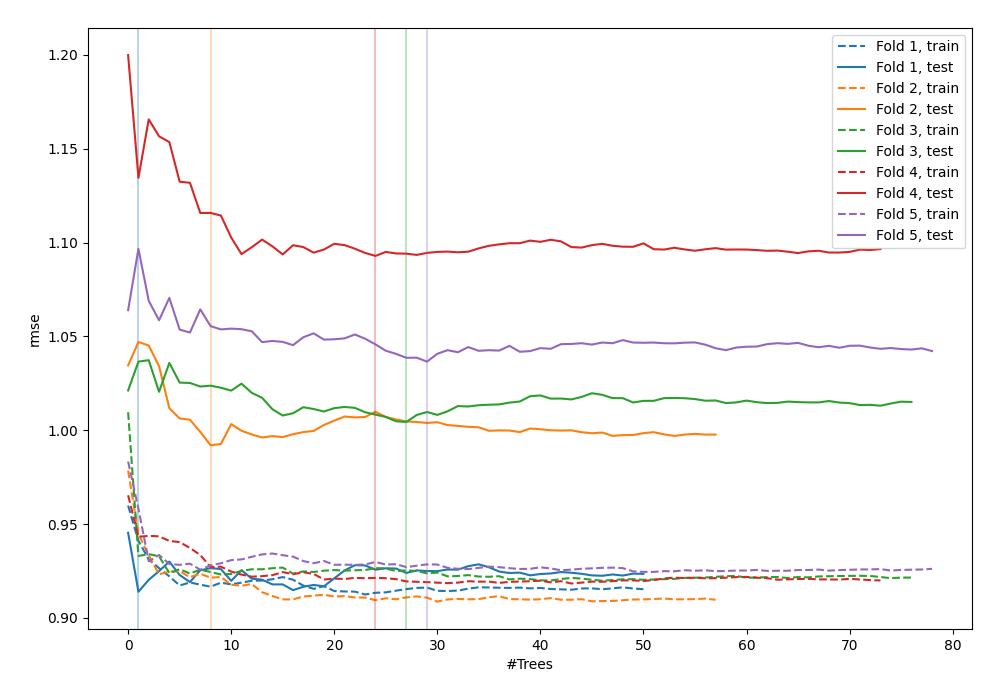 1.20
1.15
1.10
1.05
1.00
0.95
0.90
rmse
0
10
20
30
40
50
60
70
80
#Trees
Fold 1, train
Fold 1, test
Fold 2, train
Fold 2, test
Fold 3, train
Fold 3, test
Fold 4, train
Fold 4, test
Fold 5, train
Fold 5, test